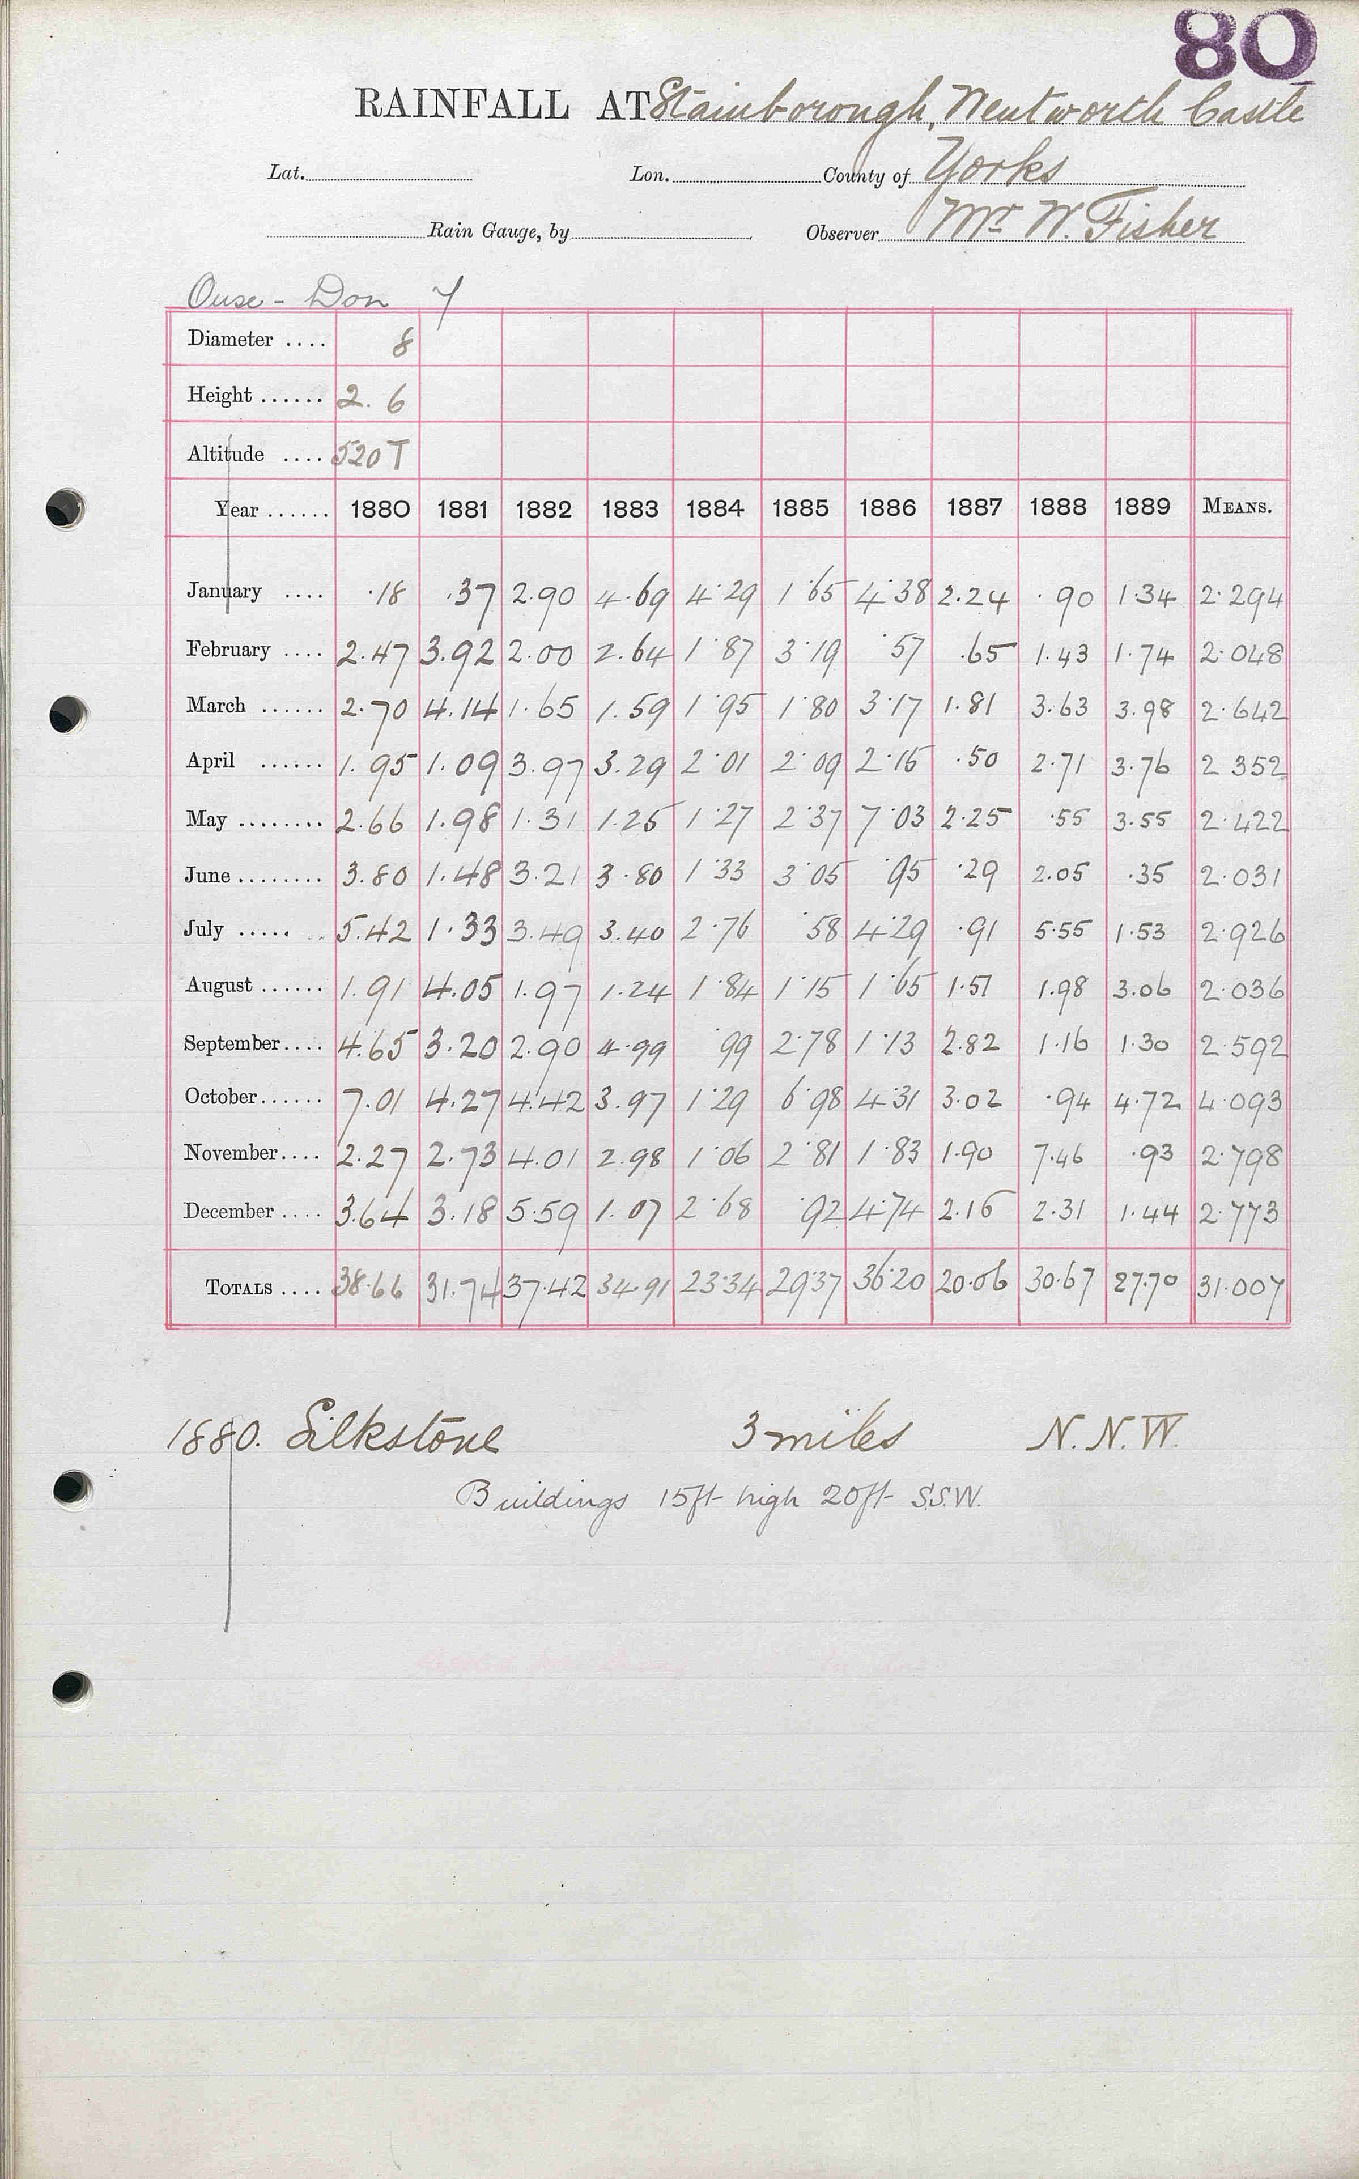 80
RAINFALL AT Stainborough, Wentworth Castle
Lat. Lon. County of Yorks
Rain Gauge, by Observer Mr W. Fisher
Ouse - Don 7
Diameter .... 8
Height ...... 2. 6
Altitude .... 520 T
Year ...... 1880 1881 1882 1883 1884 1885 1886 1887 1888 1889 MEANS.
January .... .18 .37 2.90 4.69 4.29 1.65 4.38 2.24 .90 1.34 2.294
February .... 2.47 3.92 2.00 2.64 1.87 3.19 .57 .65 1.43 1.74 2.048
March ...... 2.70 4.14 1.65 1.59 1.95 1.80 3.17 1.81 3.63 3.98 2.642
April ...... 1.95 1.09 3.97 3.29 2.01 2.09 2.15 .50 2.71 3.76 2 352
May ........ 2.66 1.98 1.31 1.25 1.27 2.37 7.03 2.25 .55 3.55 2.422
June ........ 3.80 1.48 3.21 3.80 1.33 3.05 .95 .29 2.05 .35 2.031
July ..... .. 5.42 1.33 3.49 3.40 2.76 .58 4.29 .91 5.55 1.53 2.926
August ...... 1.91 4.05 1.97 1.24 1.84 1.15 1.65 1.51 1.98 3.06 2.036
September.... 4.65 3.20 2.90 4.99 .99 2.78 1.13 2.82 1.16 1.30 2.592
October...... 7.01 4.27 4.42 3.97 1.29 6.98 4.31 3.02 .94 4.72 4.093
November.... 2.27 2.73 4.01 2.98 1.06 2.81 1.83 1.90 7.46 .93 2.798
December .... 3.64 3.18 5.59 1.07 2.68 .92 4.74 2.16 2.31 1.44 2.773
TOTALS .... 38.66 31.74 37.42 34.91 23.34 29.37 36.20 20.06 30.67 27.70 31.007
1880. Silkstone 3 miles N.N.W.
Buildings 15ft high 20ft S.S.W.